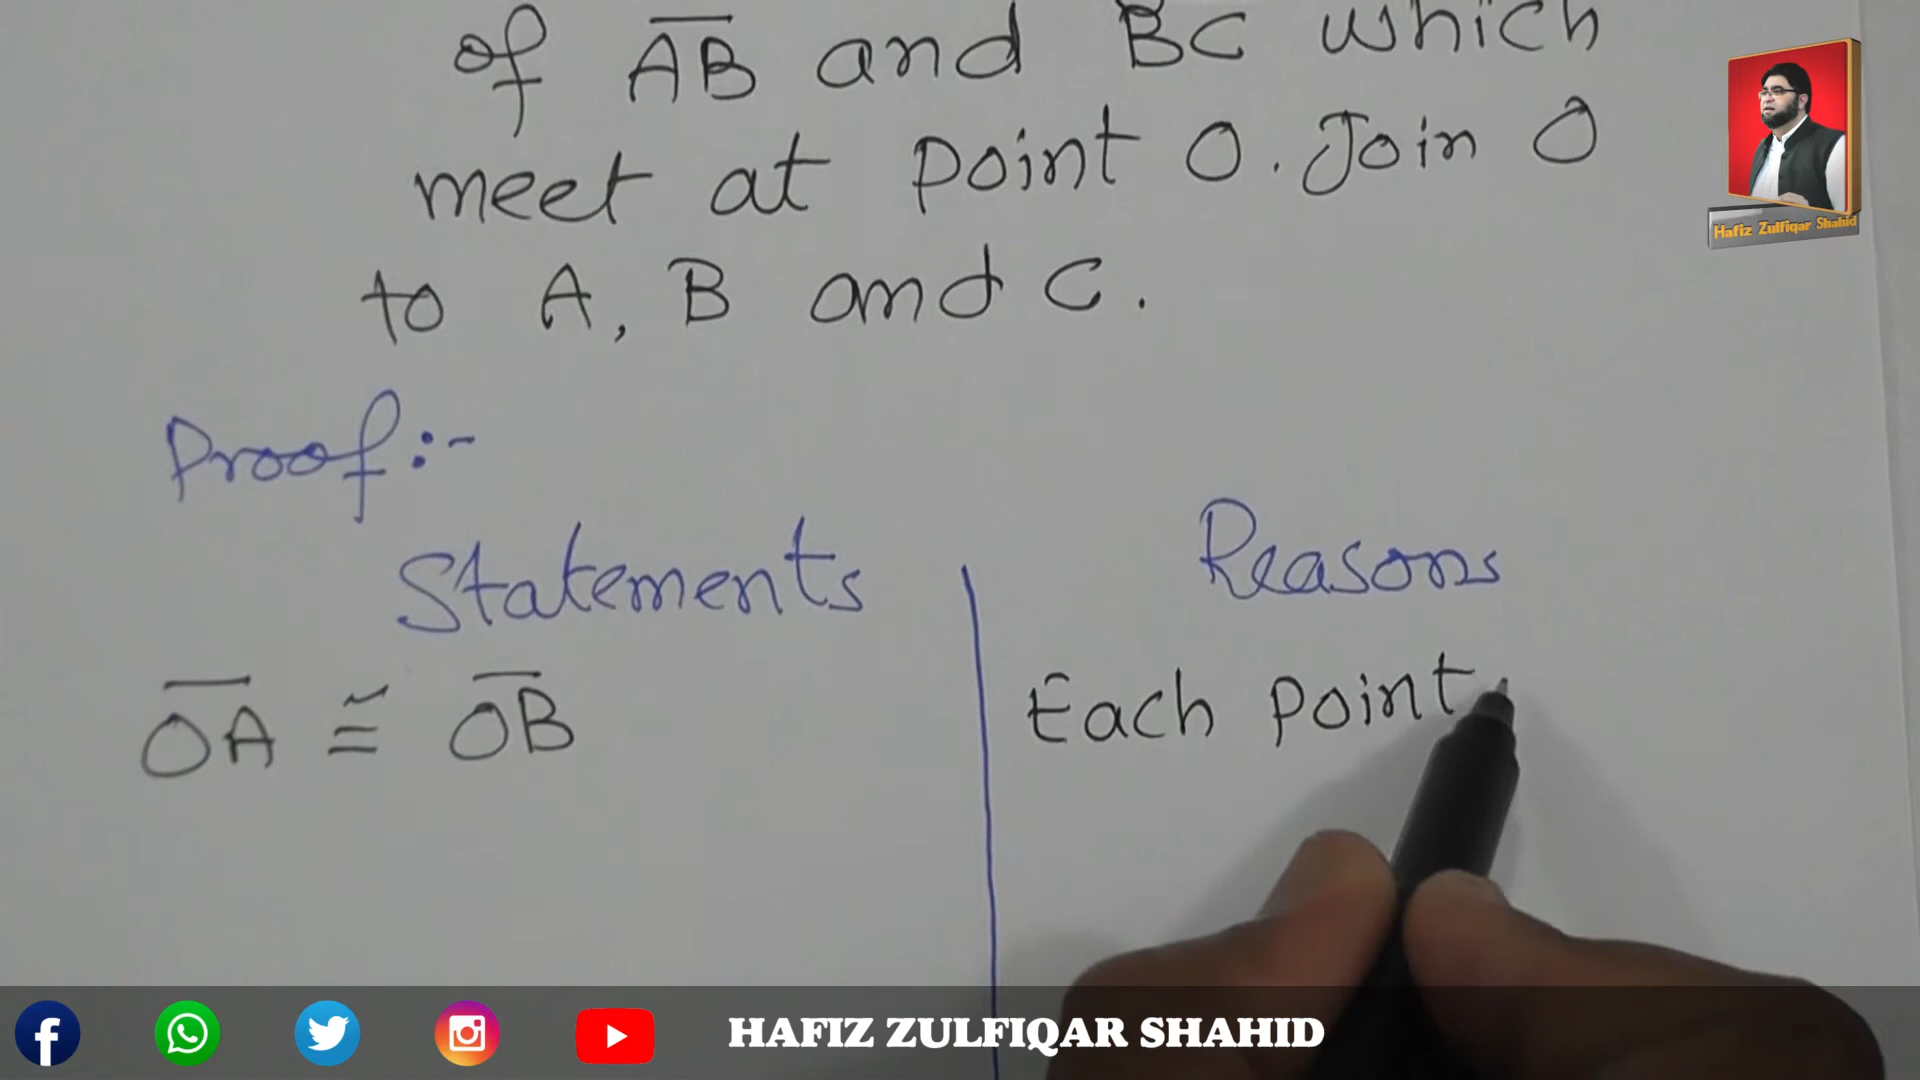 of AB and BC which
meet at point O. Join O
to A, B and C.
Proof:-
Statements
Reasons
OA ≅ OB
Each point
Hafiz Zulfiqar Shahid
HAFIZ ZULFIQAR SHAHID